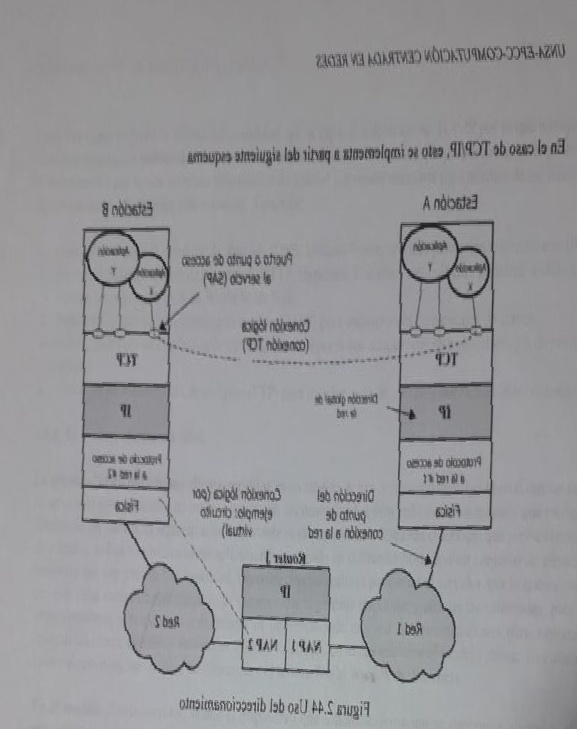 UNSA-EPCC-COMPUTACIÓN CENTRADA EN REDES
En el caso de TCP/IP, esto se implementa a partir del siguiente esquema
Estación A
Aplicación
Y
Aplicación
X
TCP
IP
Protocolo de acceso
a la red #1
Física
Puerto o punto de acceso
al servicio (SAP)
Conexión lógica
(conexión TCP)
Dirección global de
la red
Dirección del
punto de
conexión a la red
Conexión lógica (por
ejemplo: circuito
virtual)
Estación B
Aplicación
Y
Aplicación
X
TCP
IP
Protocolo de acceso
a la red #2
Física
Router J
IP
NAP 1
NAP 2
Red 1
Red 2
Figura 2.44 Uso del direccionamiento